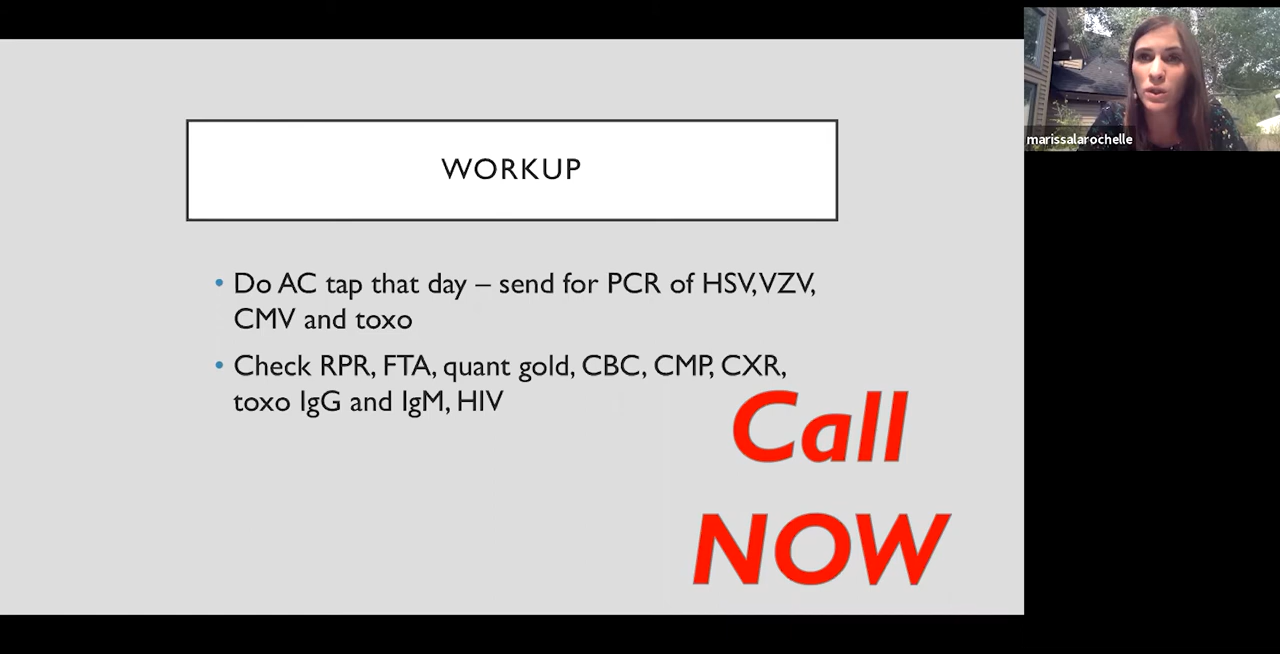 WORKUP
• Do AC tap that day – send for PCR of HSV,VZV,
CMV and toxo
• Check RPR, FTA, quant gold, CBC, CMP, CXR,
toxo IgG and IgM, HIV
Call
NOW
marissalarochelle